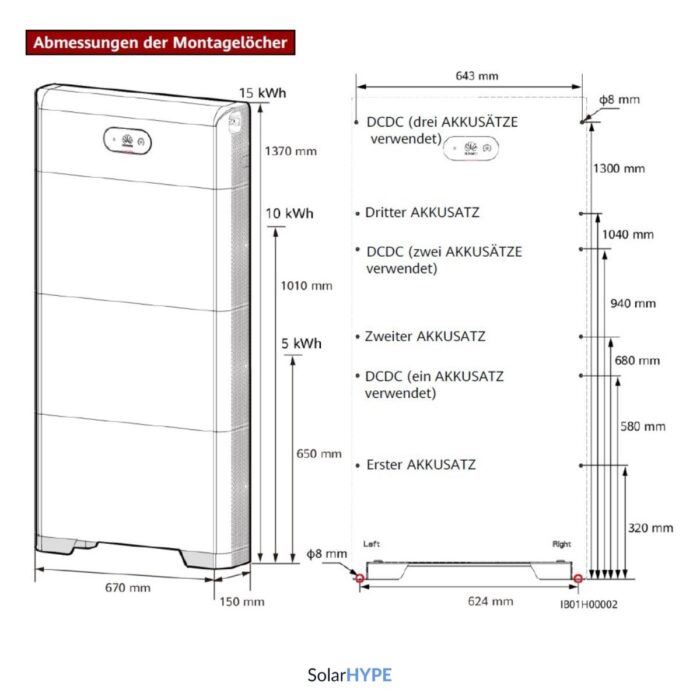 Abmessungen der Montagelöcher
15 kWh
1370 mm
10 kWh
1010 mm
5 kWh
650 mm
670 mm
150 mm
643 mm
ϕ8 mm
DCDC (drei AKKUSÄTZE
verwendet)
1300 mm
Dritter AKKUSATZ
1040 mm
DCDC (zwei AKKUSÄTZE
verwendet)
940 mm
Zweiter AKKUSATZ
680 mm
DCDC (ein AKKUSATZ
verwendet)
580 mm
Erster AKKUSATZ
320 mm
Left
Right
ϕ8 mm
624 mm
IB01H00002
SolarHYPE